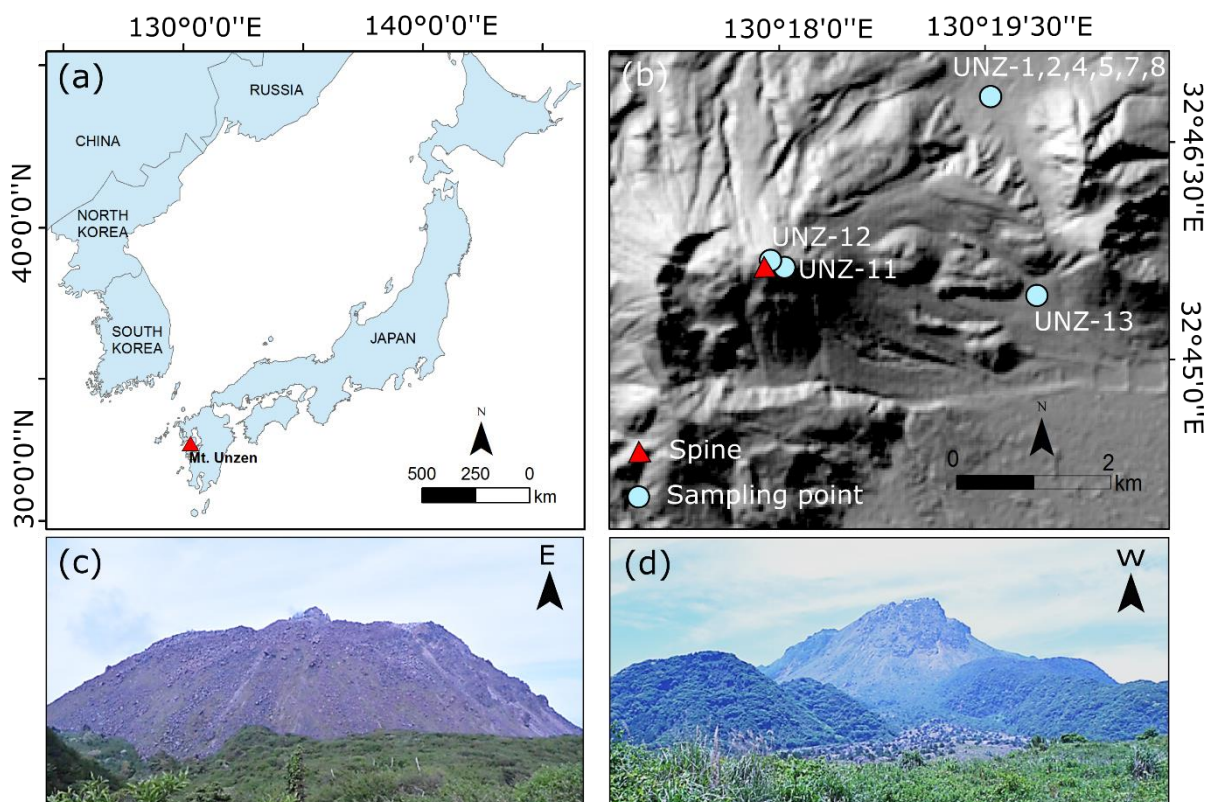 130°0'0"E
140°0'0"E
(a)
RUSSIA
CHINA
NORTH
KOREA
SOUTH
KOREA
JAPAN
Mt. Unzen
40°0'0''N
30°0'0''N
N
500 250 0
km
130°18'0''E
130°19'30''E
(b)
UNZ-1,2,4,5,7,8
UNZ-12
UNZ-11
UNZ-13
32°46'30''E
32°45'0''E
Spine
Sampling point
N
0 2
km
(c)
E
(d)
W